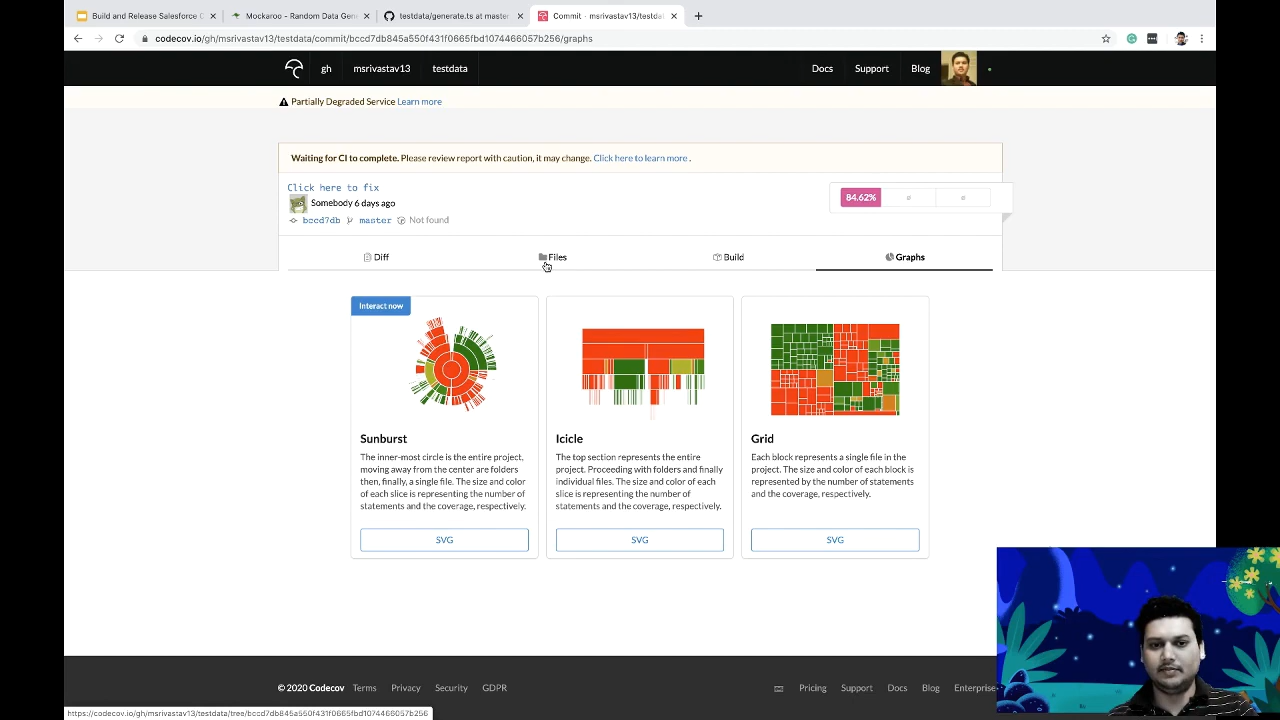 Build and Release Salesforce C
Mockaroo - Random Data Gene
testdata/generate.ts at master
Commit · msrivastav13/testdat
codecov.io/gh/msrivastav13/testdata/commit/bccd7db845a550f431f0665fbd1074466057b256/graphs
gh msrivastav13 testdata Docs Support Blog
Partially Degraded Service Learn more
Waiting for CI to complete. Please review report with caution, it may change. Click here to learn more .
Click here to fix
Somebody 6 days ago
84.62% ø ø
bccd7db master Not found
Diff Files Build Graphs
Interact now
Sunburst
The inner-most circle is the entire project,
moving away from the center are folders
then, finally, a single file. The size and color
of each slice is representing the number of
statements and the coverage, respectively.
SVG
Icicle
The top section represents the entire
project. Proceeding with folders and finally
individual files. The size and color of each
slice is representing the number of
statements and the coverage, respectively.
SVG
Grid
Each block represents a single file in the
project. The size and color of each block is
represented by the number of statements
and the coverage, respectively.
SVG
© 2020 Codecov Terms Privacy Security GDPR Pricing Support Docs Blog Enterprise
https://codecov.io/gh/msrivastav13/testdata/tree/bccd7db845a550f431f0665fbd1074466057b256